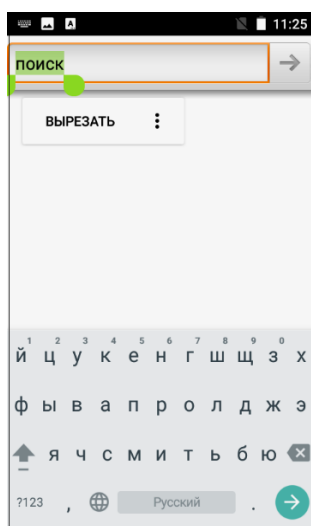 11:25
поиск
ВЫРЕЗАТЬ
1 2 3 4 5 6 7 8 9 0
й ц у к е н г ш щ з х
ф ы в а п р о л д ж э
я ч с м и т ь б ю
?123 , Русский .